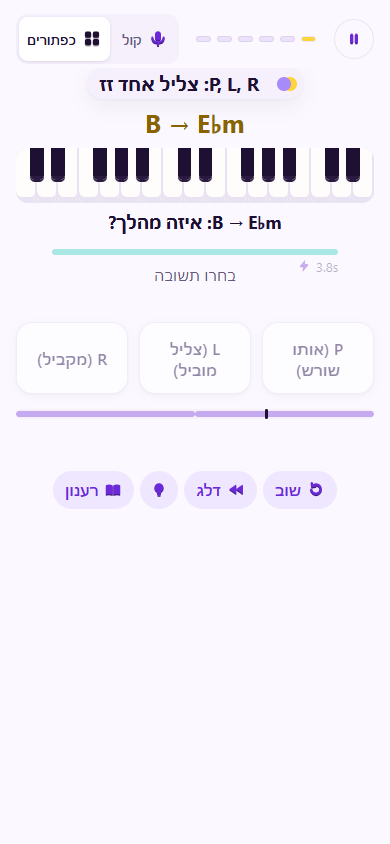 קול
כפתורים
P, L, R: צליל אחד זז
B → E♭m
B → E♭m: איזה מהלך?
3.8s
בחרו תשובה
P (אותו שורש)
L (צליל מוביל)
R (מקביל)
שוב
דלג
רענון